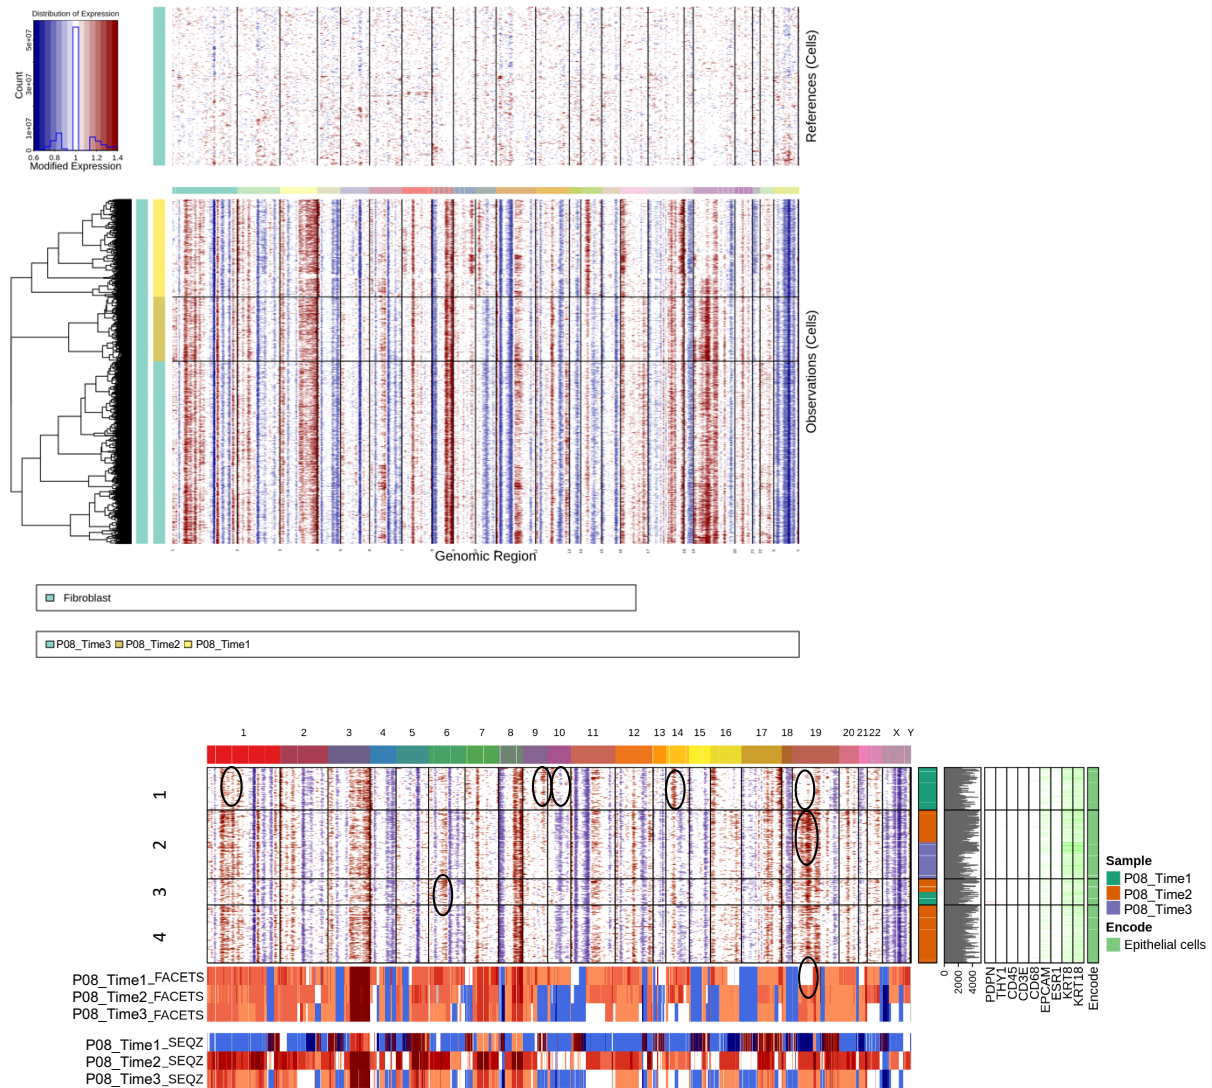 Distribution of Expression
Count
0 1e+07 3e+07 5e+07
0.6 0.8 1 1.2 1.4
Modified Expression
References (Cells)
Observations (Cells)
Genomic Region
Fibroblast
P08_Time3 P08_Time2 P08_Time1
1 2 3 4 5 6 7 8 9 10 11 12 13 14 15 16 17 18 19 20 21 22 X Y
1
2
3
4
P08_Time1_FACETS
P08_Time2_FACETS
P08_Time3_FACETS
P08_Time1_SEQZ
P08_Time2_SEQZ
P08_Time3_SEQZ
0 2000 4000
PDPN
THY1
CD45
CD3E
CD68
EPCAM
ESR1
KRT8
KRT18
Encode
Sample
P08_Time1
P08_Time2
P08_Time3
Encode
Epithelial cells